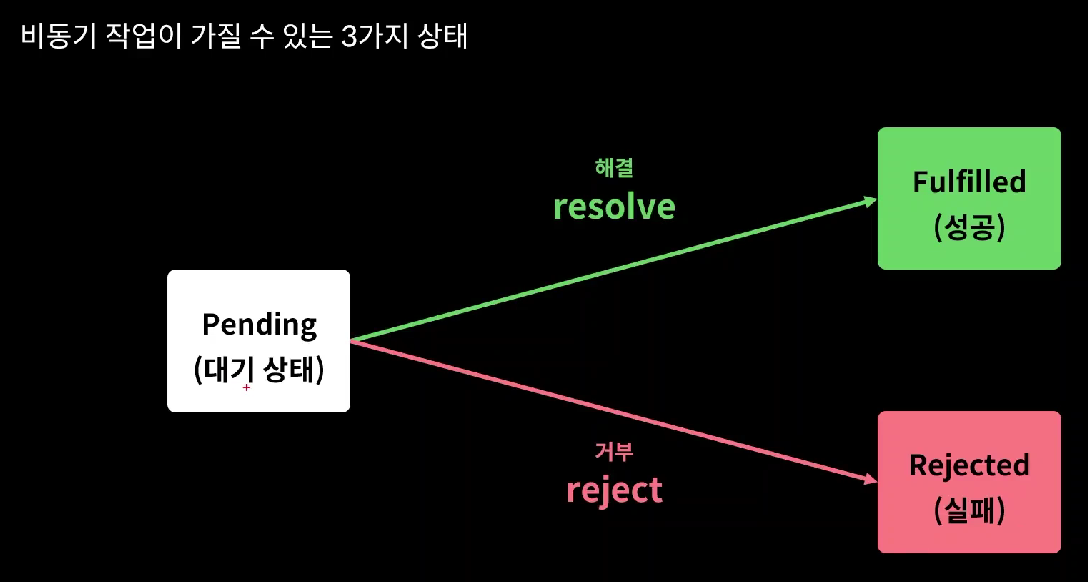 비동기 작업이 가질 수 있는 3가지 상태
해결
resolve
Fulfilled
(성공)
Pending
(대기 상태)
거부
reject
Rejected
(실패)